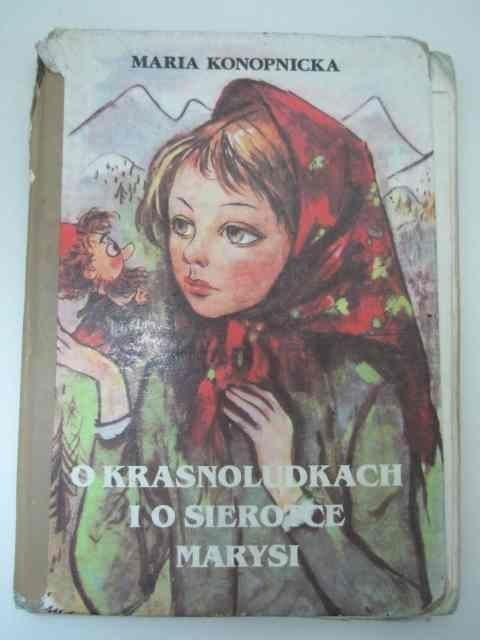 MARIA KONOPNICKA
O KRASNOLUDKACH
I O SIEROTCE
MARYSI